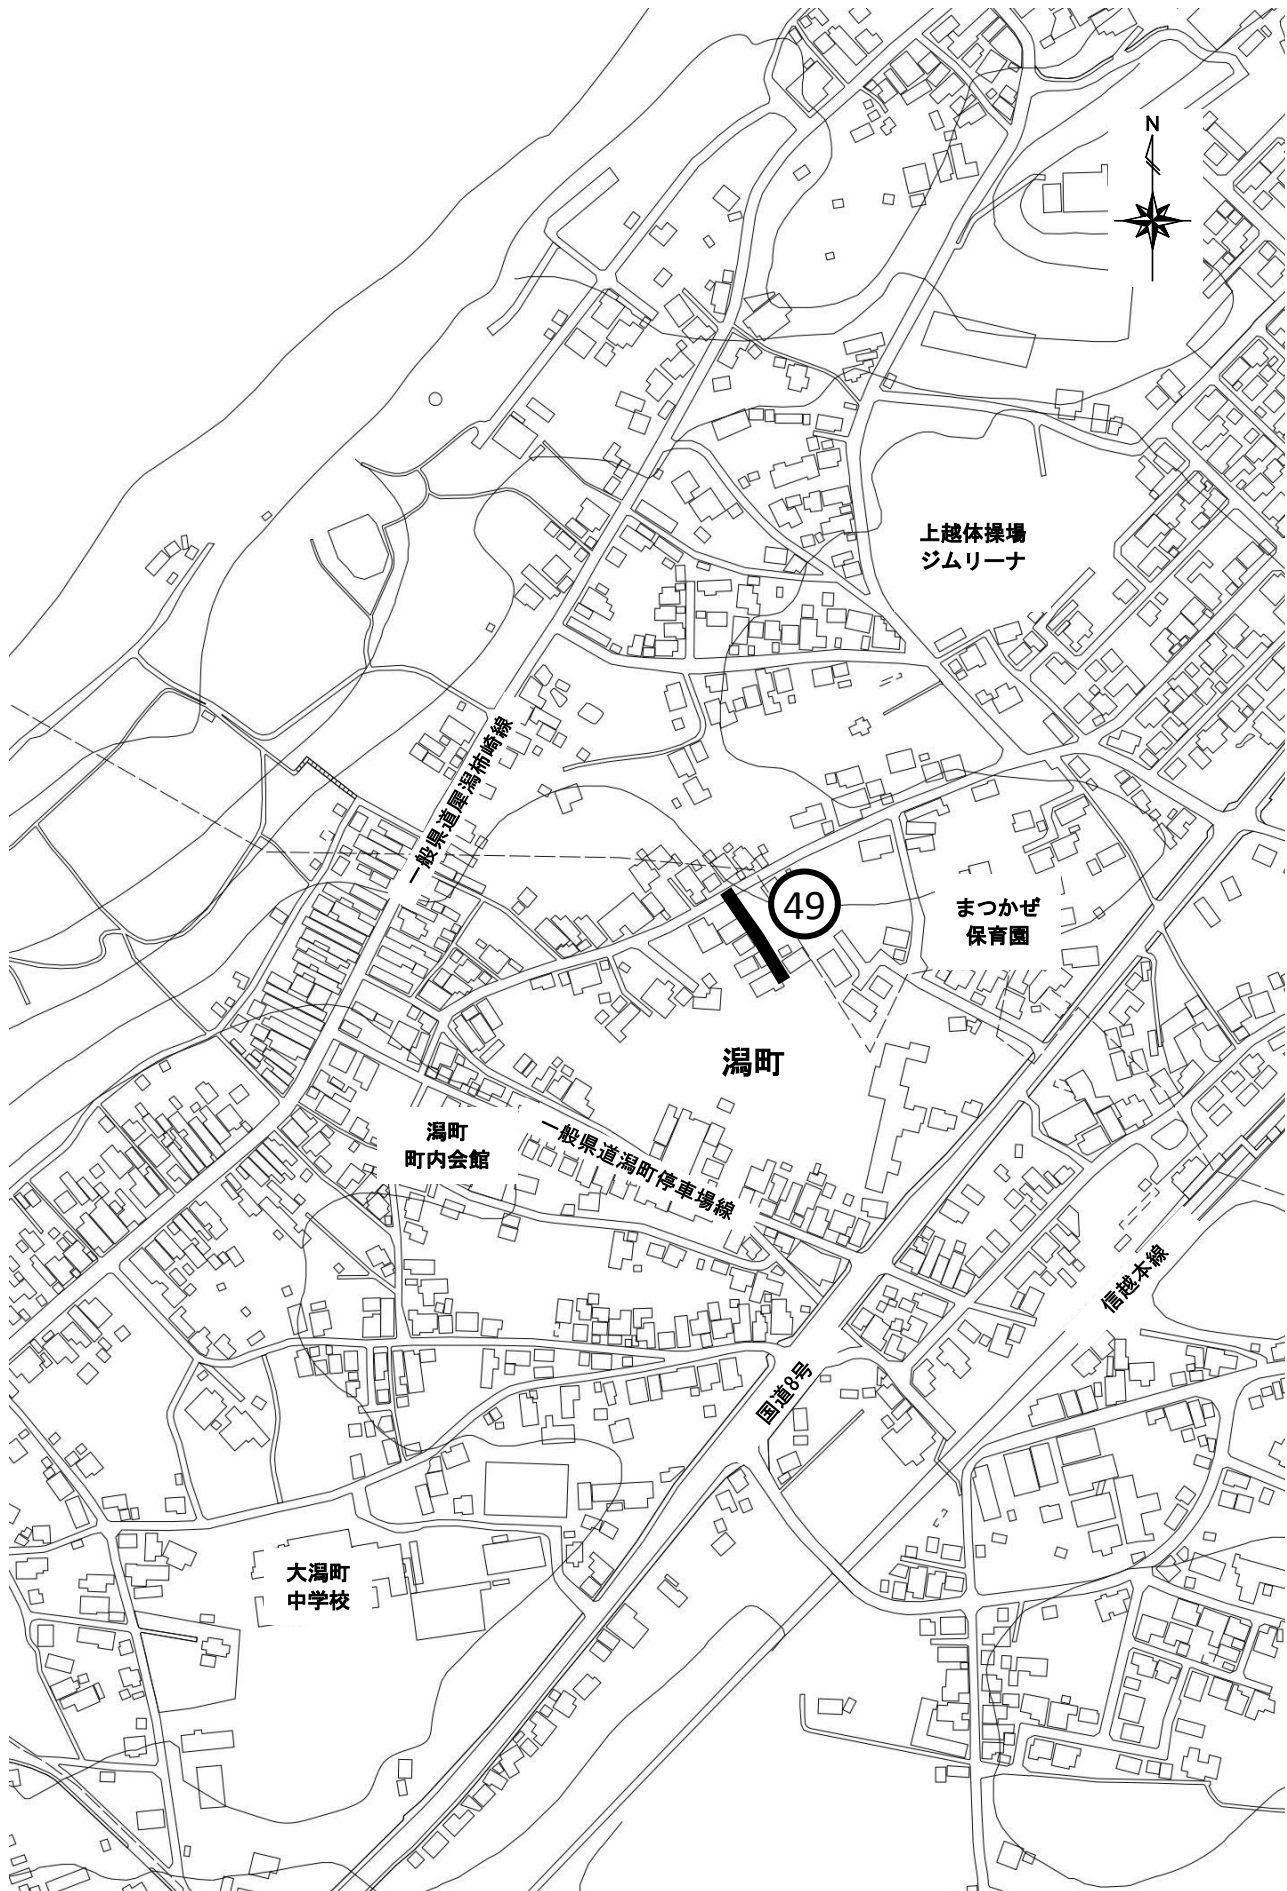 N
上越体操場
ジムリーナ
一般県道犀潟柿崎線
49
まつかぜ
保育園
潟町
潟町
町内会館
一般県道潟町停車場線
信越本線
国道8号
大潟町
中学校